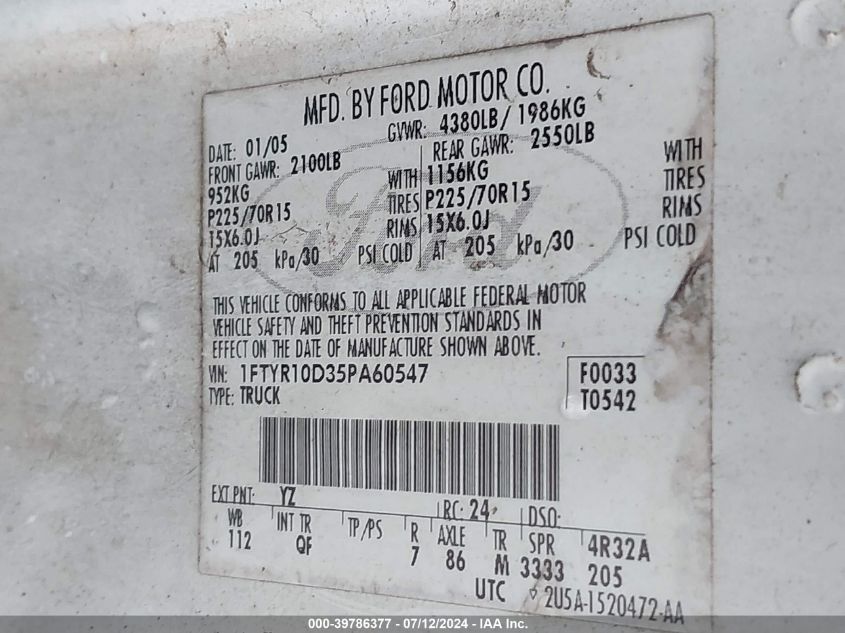 MFD. BY FORD MOTOR CO.
DATE: 01/05 GVWR: 4380LB/ 1986KG
FRONT GAWR: 2100LB REAR GAWR: 2550LB
952KG WITH 1156KG WITH
P225/70R15 TIRES P225/70R15 TIRES
15X6.0J RIMS 15X6.0J RIMS
AT 205 kPa/30 PSI COLD AT 205 kPa/30 PSI COLD
Ford
THIS VEHICLE CONFORMS TO ALL APPLICABLE FEDERAL MOTOR
VEHICLE SAFETY AND THEFT PREVENTION STANDARDS IN
EFFECT ON THE DATE OF MANUFACTURE SHOWN ABOVE.
VIN: 1FTYR10D35PA60547 F0033
TYPE: TRUCK T0542
EXT PNT: YZ RC: 24 DSO:
WB INT TR TP/PS R AXLE TR SPR 4R32A
112 QF 7 86 M 3333 205
UTC 2U5A-1520472-AA
000-39786377 - 07/12/2024 - IAA Inc.